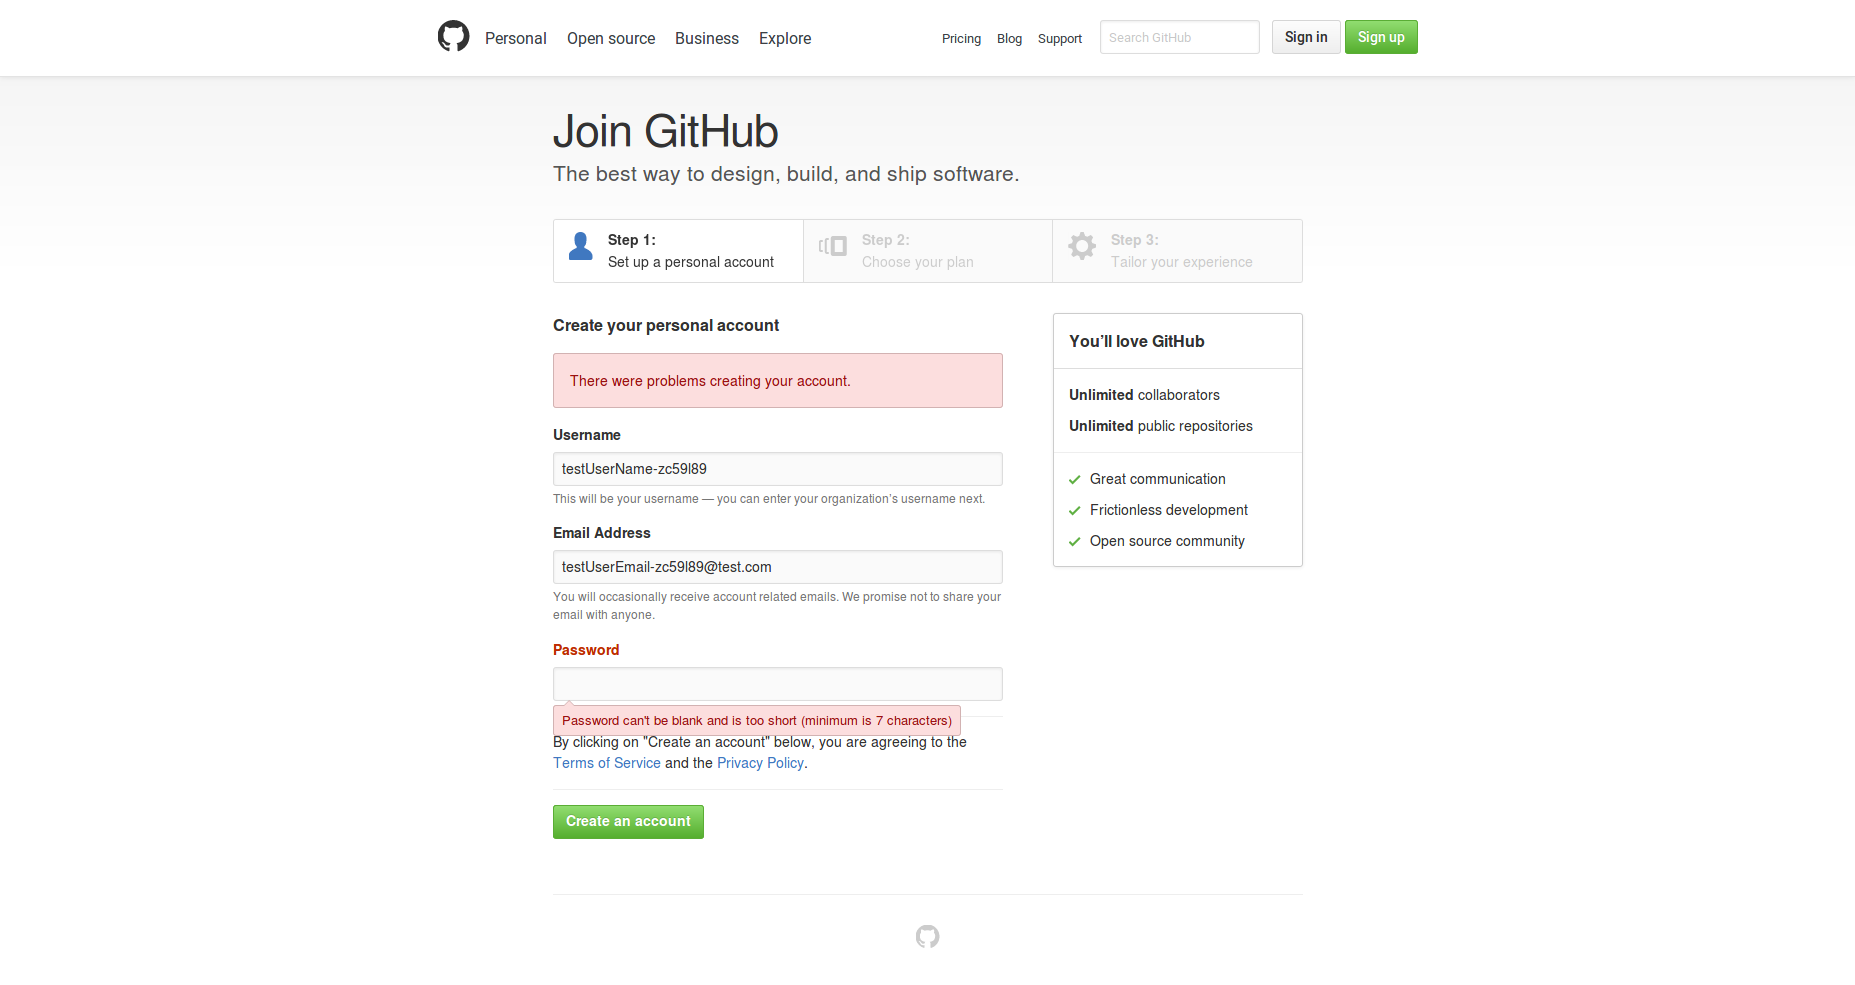 Personal Open source Business Explore Pricing Blog Support Search GitHub Sign in Sign up
Join GitHub
The best way to design, build, and ship software.
Step 1:
Set up a personal account
Step 2:
Choose your plan
Step 3:
Tailor your experience
Create your personal account
There were problems creating your account.
Username
testUserName-zc59l89
This will be your username — you can enter your organization’s username next.
Email Address
testUserEmail-zc59l89@test.com
You will occasionally receive account related emails. We promise not to share your
email with anyone.
Password
Password can't be blank and is too short (minimum is 7 characters)
By clicking on "Create an account" below, you are agreeing to the
Terms of Service and the Privacy Policy.
Create an account
You’ll love GitHub
Unlimited collaborators
Unlimited public repositories
Great communication
Frictionless development
Open source community